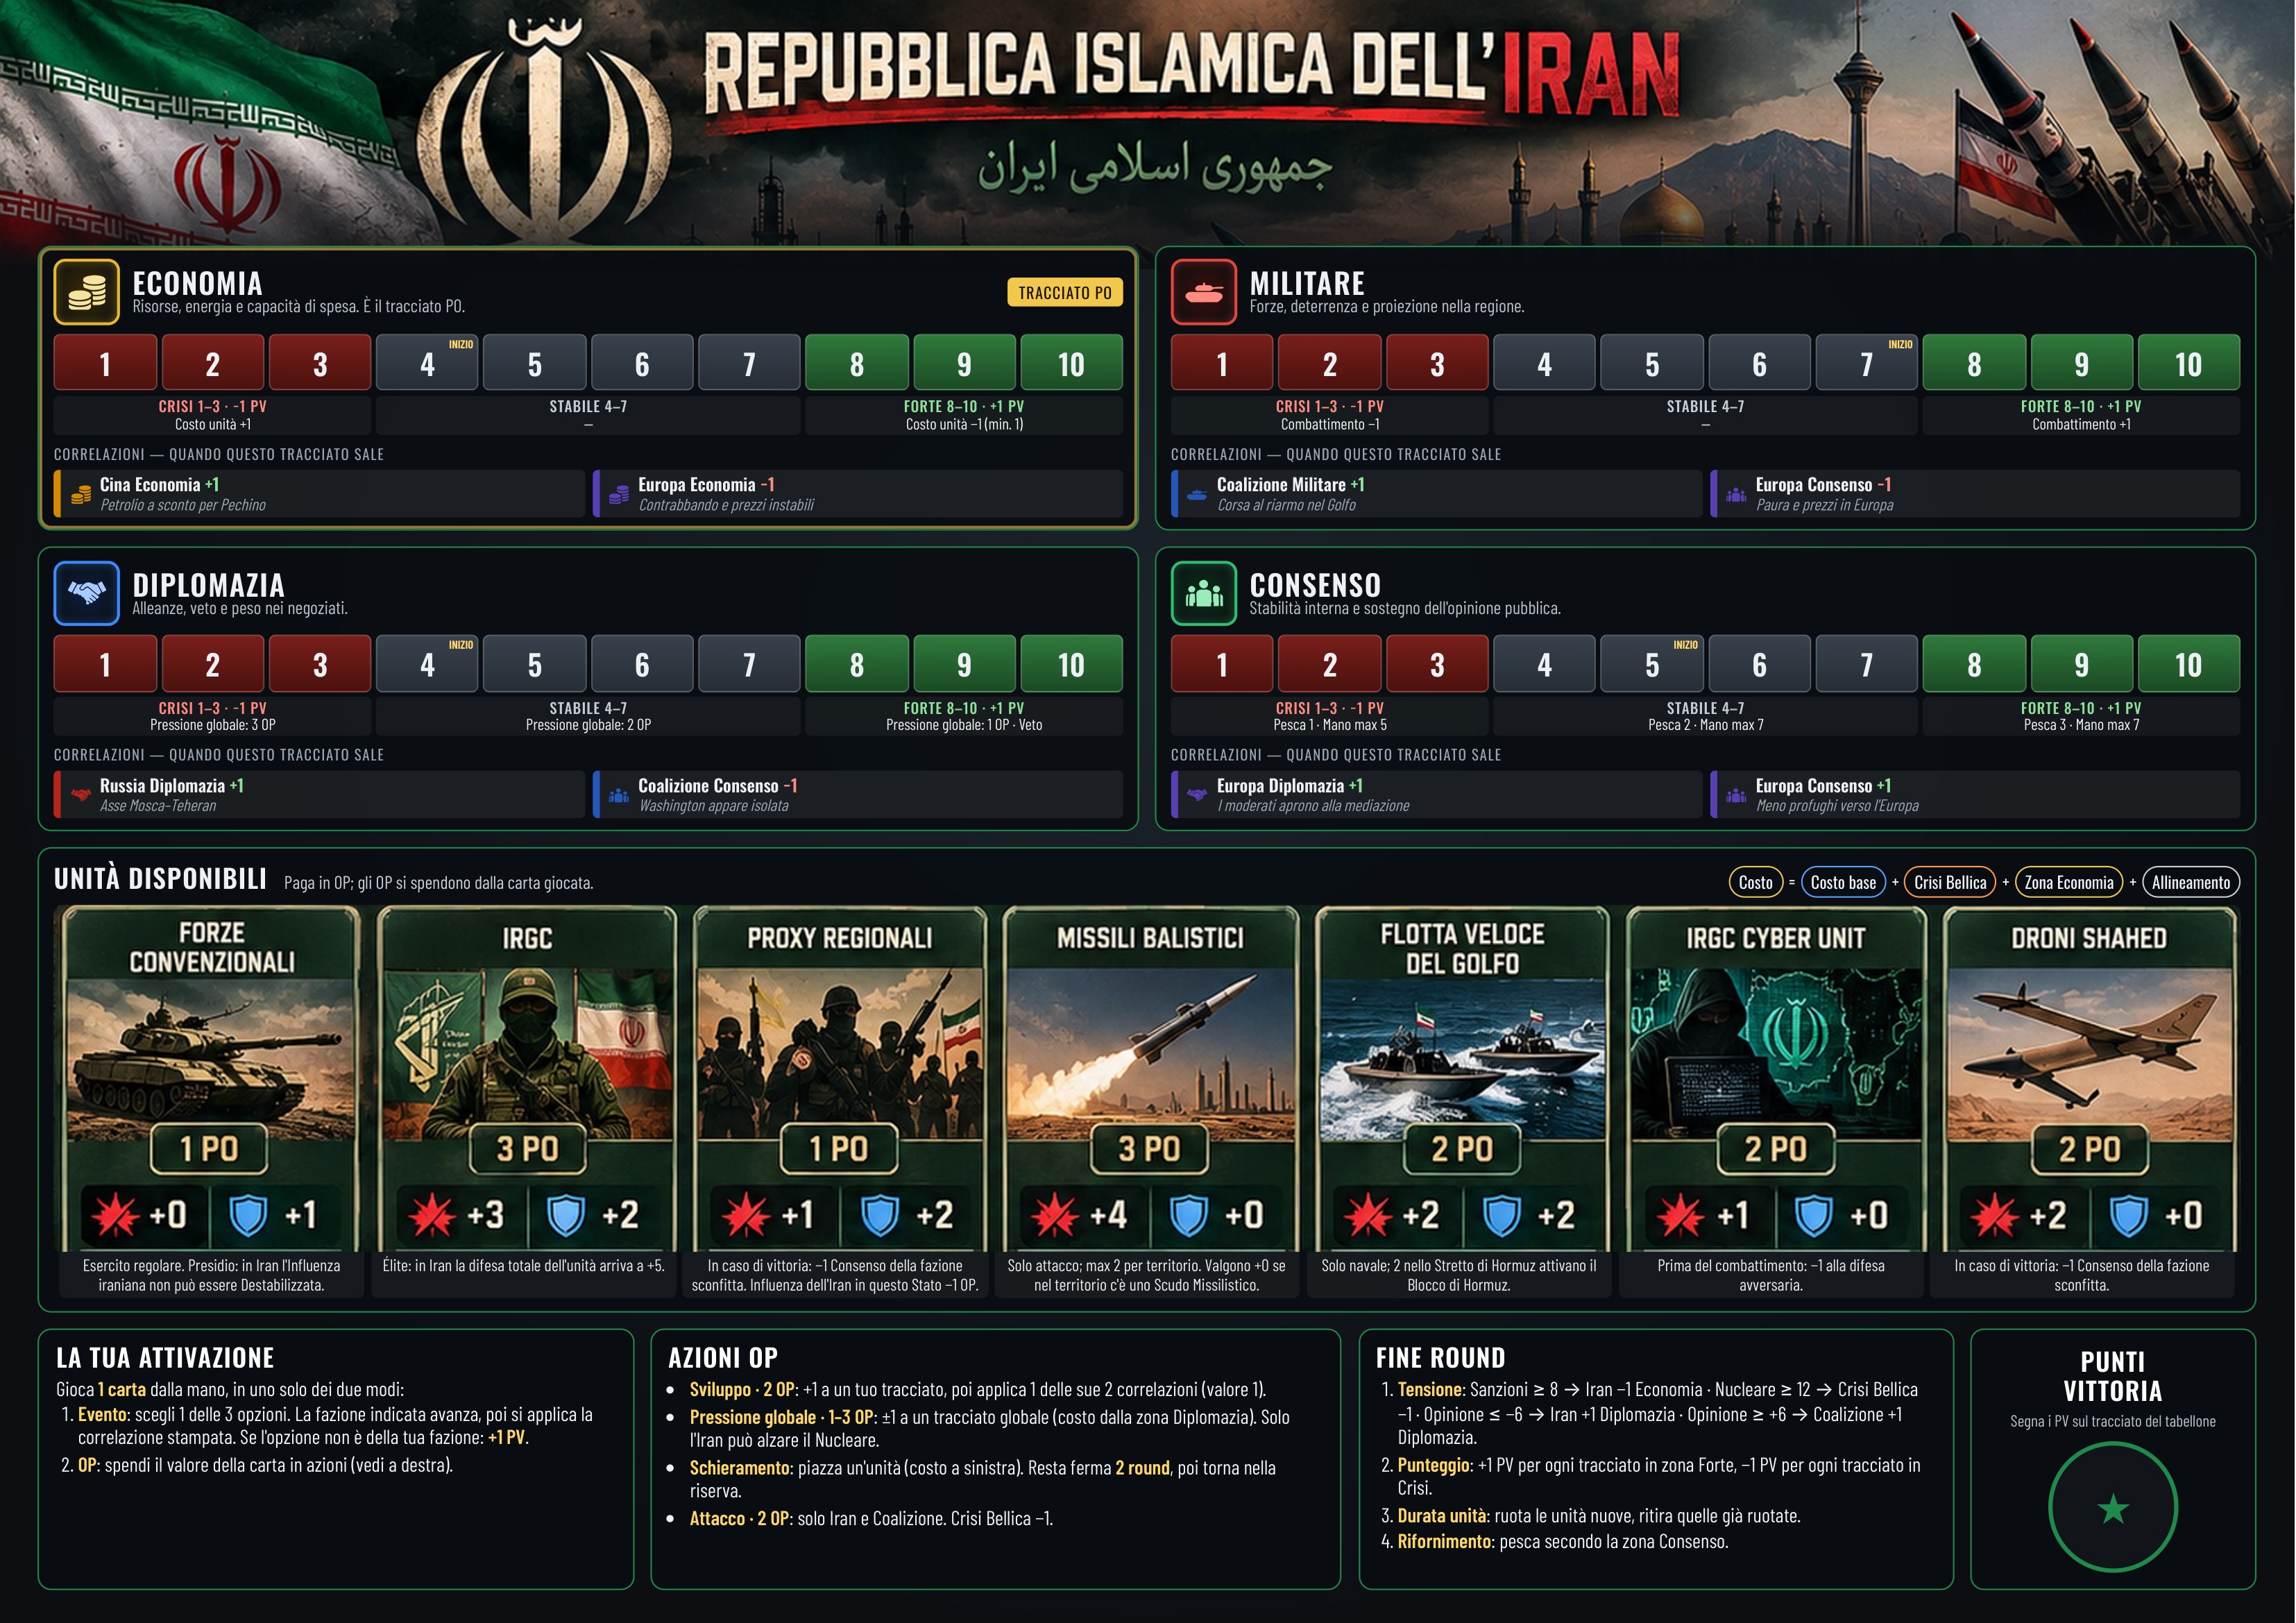 REPUBBLICA ISLAMICA DELL'IRAN
جمهوری اسلامی ایران
ECONOMIA
Risorse, energia e capacità di spesa. È il tracciato PO.
TRACCIATO PO
1 2 3 4 INIZIO 5 6 7 8 9 10
CRISI 1–3 · −1 PV
Costo unità +1
STABILE 4–7
—
FORTE 8–10 · +1 PV
Costo unità −1 (min. 1)
CORRELAZIONI — QUANDO QUESTO TRACCIATO SALE
Cina Economia +1
Petrolio a sconto per Pechino
Europa Economia −1
Contrabbando e prezzi instabili
MILITARE
Forze, deterrenza e proiezione nella regione.
1 2 3 4 5 6 7 INIZIO 8 9 10
CRISI 1–3 · −1 PV
Combattimento −1
STABILE 4–7
—
FORTE 8–10 · +1 PV
Combattimento +1
CORRELAZIONI — QUANDO QUESTO TRACCIATO SALE
Coalizione Militare +1
Corsa al riarmo nel Golfo
Europa Consenso −1
Paura e prezzi in Europa
DIPLOMAZIA
Alleanze, veto e peso nei negoziati.
1 2 3 4 INIZIO 5 6 7 8 9 10
CRISI 1–3 · −1 PV
Pressione globale: 3 OP
STABILE 4–7
Pressione globale: 2 OP
FORTE 8–10 · +1 PV
Pressione globale: 1 OP · Veto
CORRELAZIONI — QUANDO QUESTO TRACCIATO SALE
Russia Diplomazia +1
Asse Mosca–Teheran
Coalizione Consenso −1
Washington appare isolata
CONSENSO
Stabilità interna e sostegno dell'opinione pubblica.
1 2 3 4 5 INIZIO 6 7 8 9 10
CRISI 1–3 · −1 PV
Pesca 1 · Mano max 5
STABILE 4–7
Pesca 2 · Mano max 7
FORTE 8–10 · +1 PV
Pesca 3 · Mano max 7
CORRELAZIONI — QUANDO QUESTO TRACCIATO SALE
Europa Diplomazia +1
I moderati aprono alla mediazione
Europa Consenso +1
Meno profughi verso l'Europa
UNITÀ DISPONIBILI Paga in OP; gli OP si spendono dalla carta giocata.
Costo = Costo base + Crisi Bellica + Zona Economia + Allineamento
FORZE
CONVENZIONALI
1 PO
+0 +1
Esercito regolare. Presidio: in Iran l'Influenza
iraniana non può essere Destabilizzata.
IRGC
3 PO
+3 +2
Élite: in Iran la difesa totale dell'unità arriva a +5.
PROXY REGIONALI
1 PO
+1 +2
In caso di vittoria: −1 Consenso della fazione
sconfitta. Influenza dell'Iran in questo Stato −1 OP.
MISSILI BALISTICI
3 PO
+4 +0
Solo attacco; max 2 per territorio. Valgono +0 se
nel territorio c'è uno Scudo Missilistico.
FLOTTA VELOCE
DEL GOLFO
2 PO
+2 +2
Solo navale; 2 nello Stretto di Hormuz attivano il
Blocco di Hormuz.
IRGC CYBER UNIT
2 PO
+1 +0
Prima del combattimento: −1 alla difesa
avversaria.
DRONI SHAHED
2 PO
+2 +0
In caso di vittoria: −1 Consenso della fazione
sconfitta.
LA TUA ATTIVAZIONE
Gioca 1 carta dalla mano, in uno solo dei due modi:
1. Evento: scegli 1 delle 3 opzioni. La fazione indicata avanza, poi si applica la
correlazione stampata. Se l'opzione non è della tua fazione: +1 PV.
2. OP: spendi il valore della carta in azioni (vedi a destra).
AZIONI OP
• Sviluppo · 2 OP: +1 a un tuo tracciato, poi applica 1 delle sue 2 correlazioni (valore 1).
• Pressione globale · 1–3 OP: ±1 a un tracciato globale (costo dalla zona Diplomazia). Solo
l'Iran può alzare il Nucleare.
• Schieramento: piazza un'unità (costo a sinistra). Resta ferma 2 round, poi torna nella
riserva.
• Attacco · 2 OP: solo Iran e Coalizione. Crisi Bellica −1.
FINE ROUND
1. Tensione: Sanzioni ≥ 8 → Iran −1 Economia · Nucleare ≥ 12 → Crisi Bellica
−1 · Opinione ≤ −6 → Iran +1 Diplomazia · Opinione ≥ +6 → Coalizione +1
Diplomazia.
2. Punteggio: +1 PV per ogni tracciato in zona Forte, −1 PV per ogni tracciato in
Crisi.
3. Durata unità: ruota le unità nuove, ritira quelle già ruotate.
4. Rifornimento: pesca secondo la zona Consenso.
PUNTI
VITTORIA
Segna i PV sul tracciato del tabellone